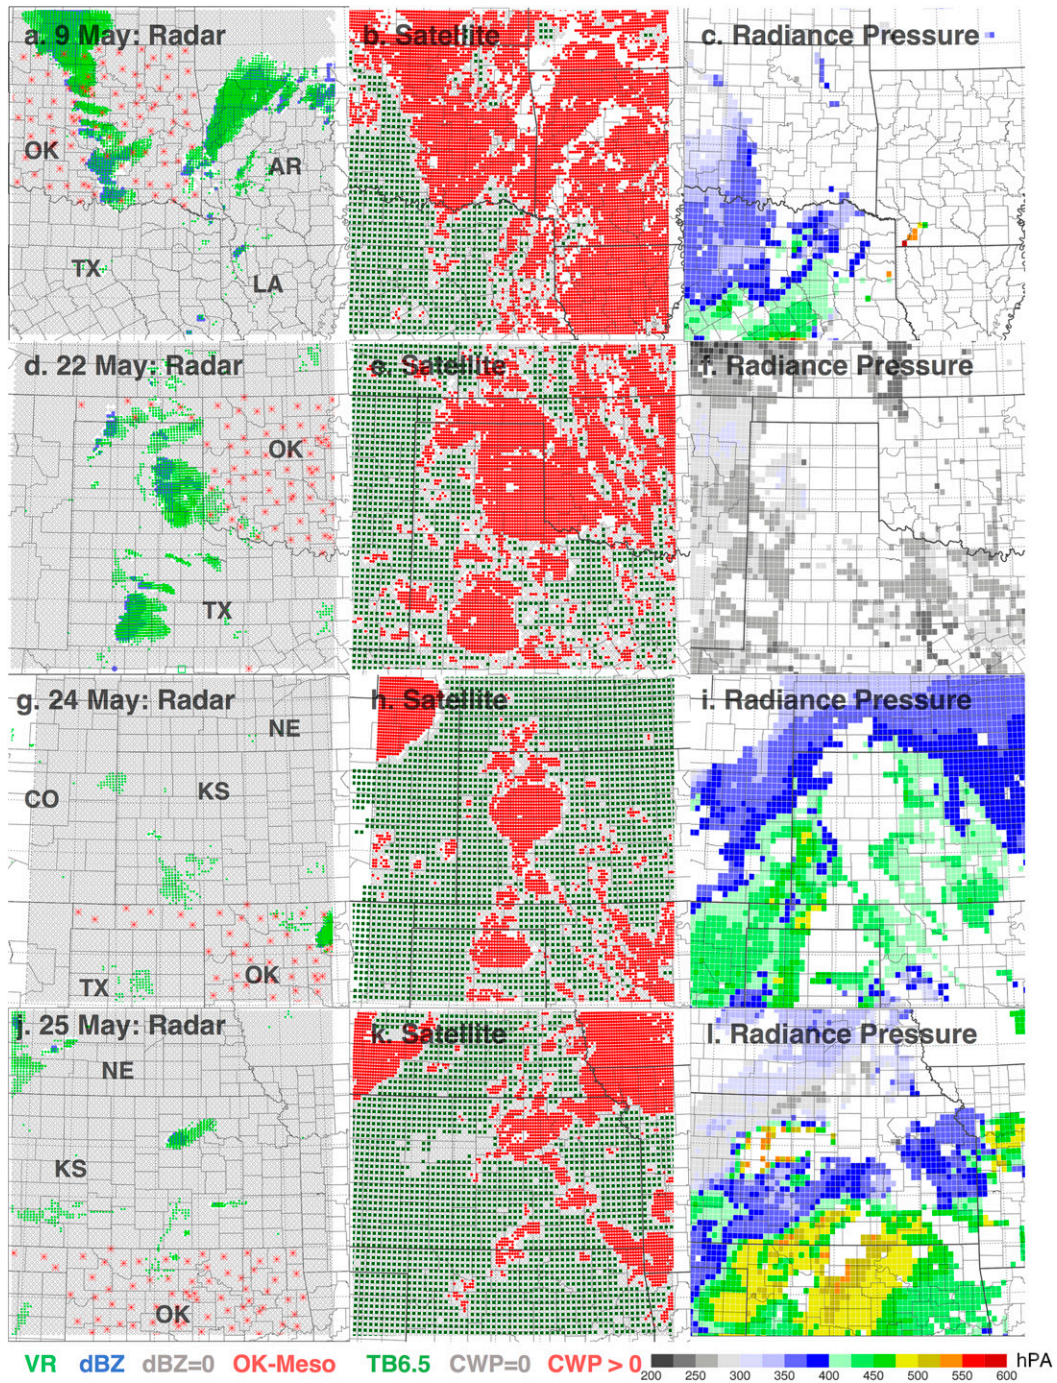 a. 9 May: Radar
b. Satellite
c. Radiance Pressure
OK
AR
TX
LA
d. 22 May: Radar
e. Satellite
f. Radiance Pressure
OK
TX
g. 24 May: Radar
h. Satellite
i. Radiance Pressure
NE
CO
KS
TX
OK
j. 25 May: Radar
k. Satellite
l. Radiance Pressure
NE
KS
OK
VR dBZ dBZ=0 OK-Meso TB6.5 CWP=0 CWP > 0 hPA
200 250 300 350 400 450 500 550 600